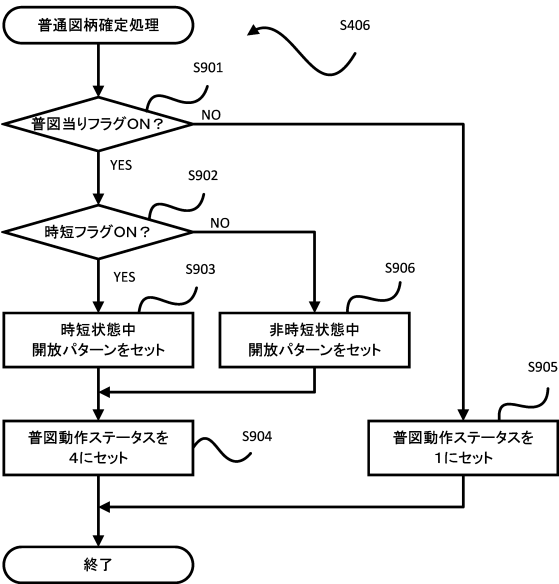 普通図柄確定処理
S406
S901
普図当りフラグON？
NO
YES
S902
時短フラグON？
NO
YES
S903
時短状態中
開放パターンをセット
S906
非時短状態中
開放パターンをセット
S904
普図動作ステータスを
４にセット
S905
普図動作ステータスを
１にセット
終了